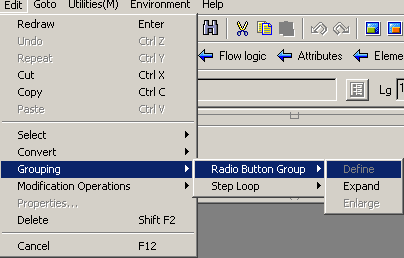 Edit Goto Utilities(M) Environment Help
Redraw Enter
Undo Ctrl Z
Repeat Ctrl Y
Cut Ctrl X
Copy Ctrl C
Paste Ctrl V
Flow logic Attributes
Lg
Select
Convert
Grouping
Radio Button Group
Define
Modification Operations
Step Loop
Expand
Properties...
Enlarge
Delete Shift F2
Cancel F12